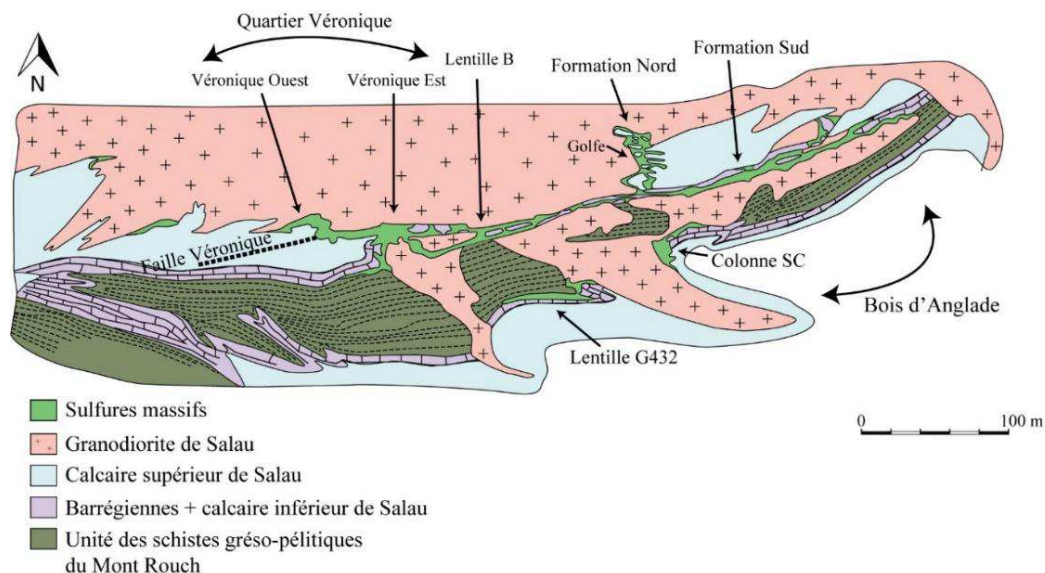 Quartier Véronique
Véronique Ouest
Véronique Est
Lentille B
Formation Nord
Formation Sud
N
Golfe
Faille Véronique
Colonne SC
Bois d'Anglade
Lentille G432
Sulfures massifs
Granodiorite de Salau
Calcaire supérieur de Salau
Barrégiennes + calcaire inférieur de Salau
Unité des schistes gréso-pélitiques
du Mont Rouch
0 100 m